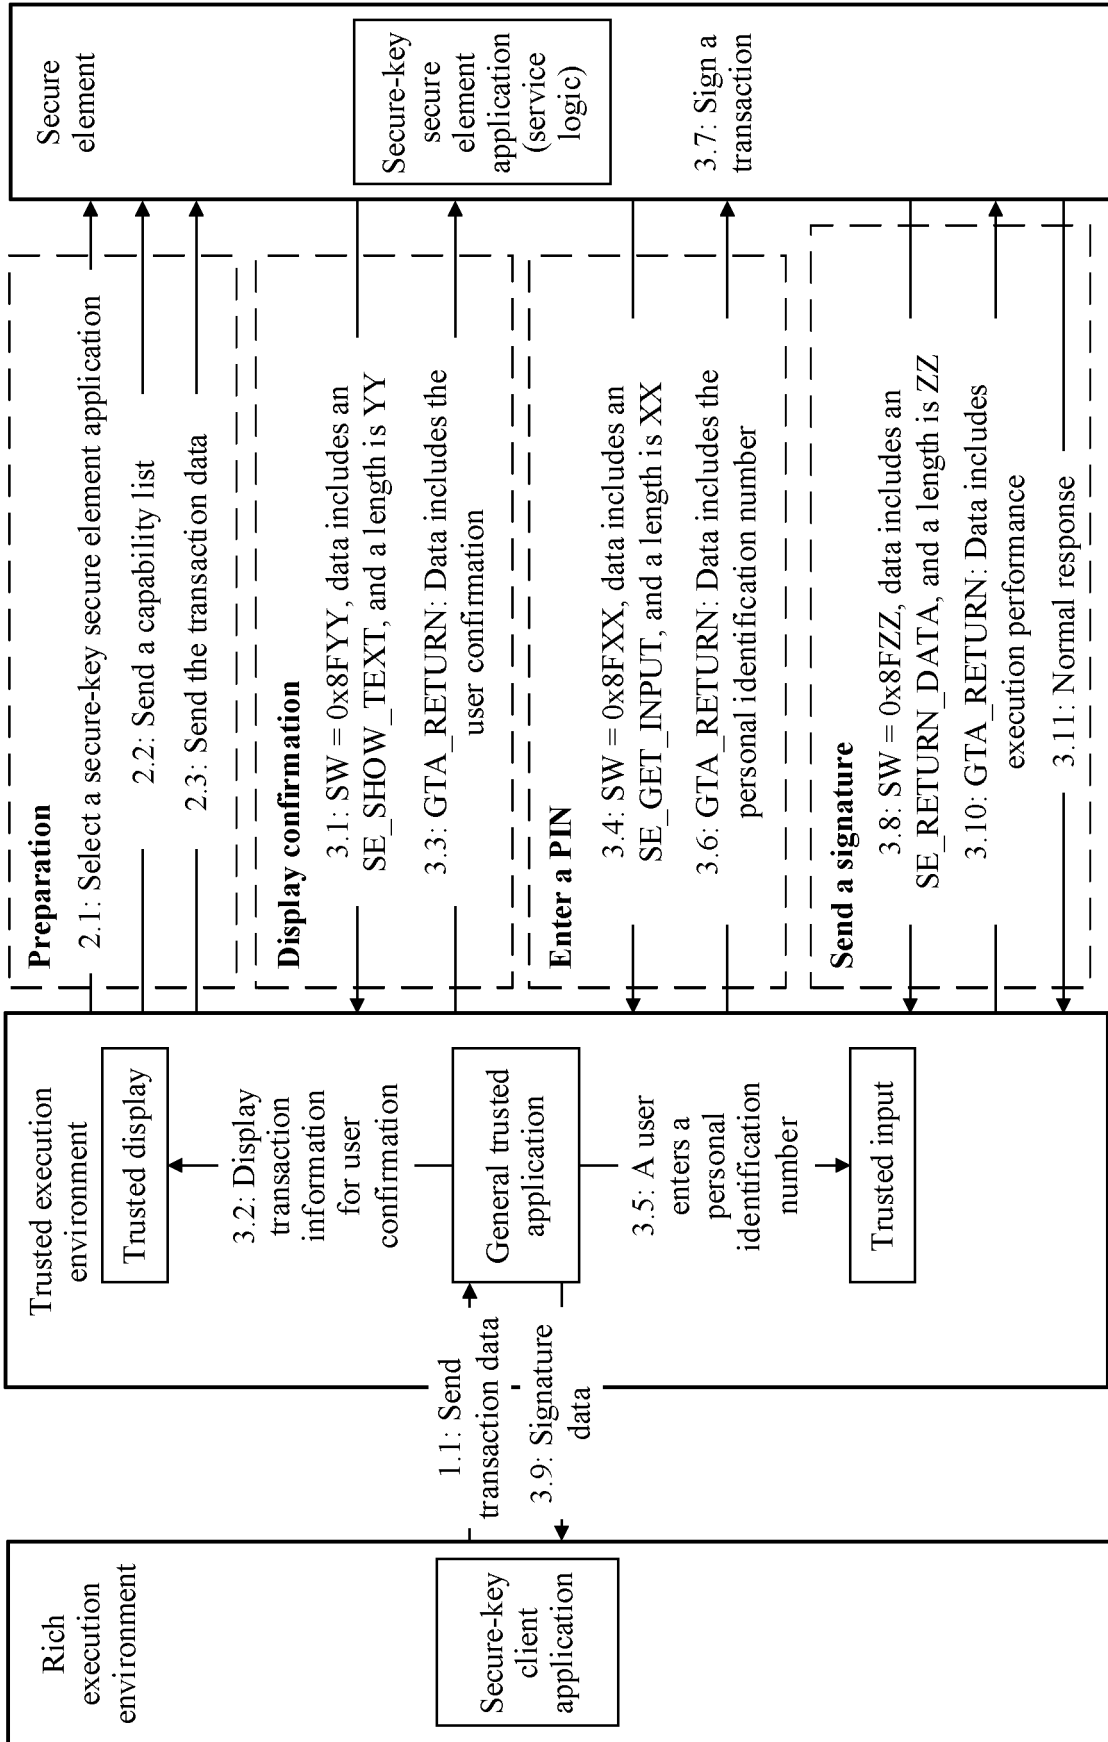 Rich
execution
environment
Secure-key
client
application
1.1: Send
transaction data
3.9: Signature
data
Trusted execution
environment
Trusted display
3.2: Display
transaction
information
for user
confirmation
General trusted
application
3.5: A user
enters a
personal
identification
number
Trusted input
Preparation
2.1: Select a secure-key secure element application
2.2: Send a capability list
2.3: Send the transaction data
Display confirmation
3.1: SW = 0x8FYY, data includes an
SE_SHOW_TEXT, and a length is YY
3.3: GTA_RETURN: Data includes the
user confirmation
Enter a PIN
3.4: SW = 0x8FXX, data includes an
SE_GET_INPUT, and a length is XX
3.6: GTA_RETURN: Data includes the
personal identification number
Send a signature
3.8: SW = 0x8FZZ, data includes an
SE_RETURN_DATA, and a length is ZZ
3.10: GTA_RETURN: Data includes
execution performance
3.11: Normal response
Secure
element
Secure-key
secure
element
application
(service
logic)
3.7: Sign a
transaction